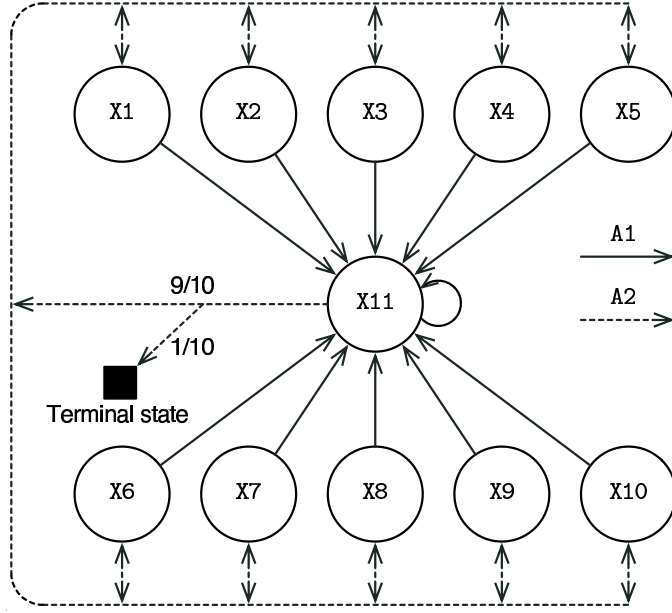 X1 X2 X3 X4 X5
A1
9/10
X11
A2
1/10
Terminal state
X6 X7 X8 X9 X10